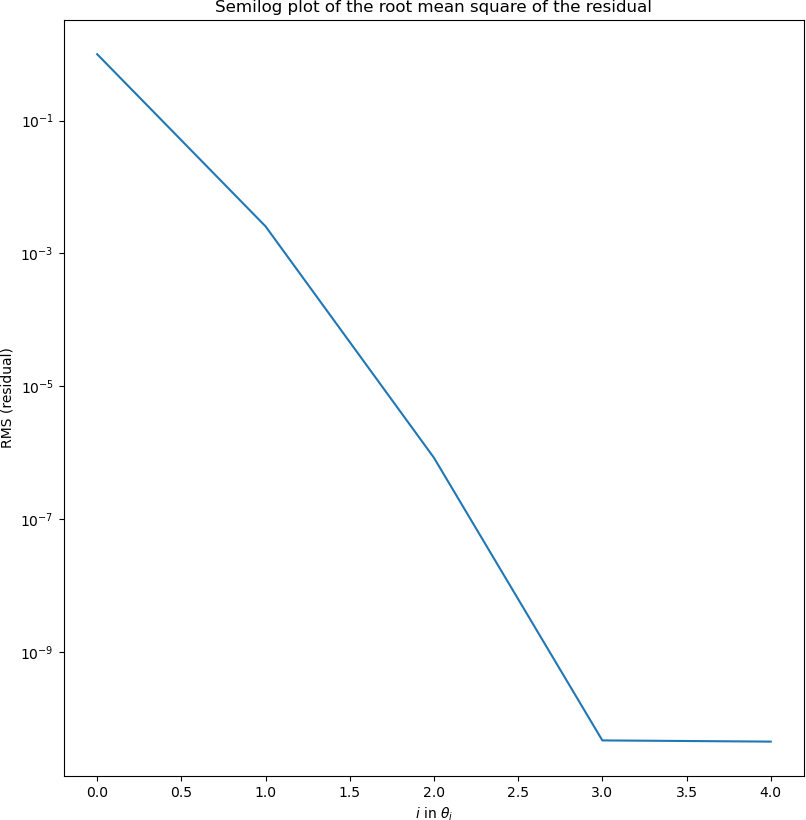 Semilog plot of the root mean square of the residual
RMS (residual)
10⁻¹
10⁻³
10⁻⁵
10⁻⁷
10⁻⁹
0.0 0.5 1.0 1.5 2.0 2.5 3.0 3.5 4.0
i in θᵢ